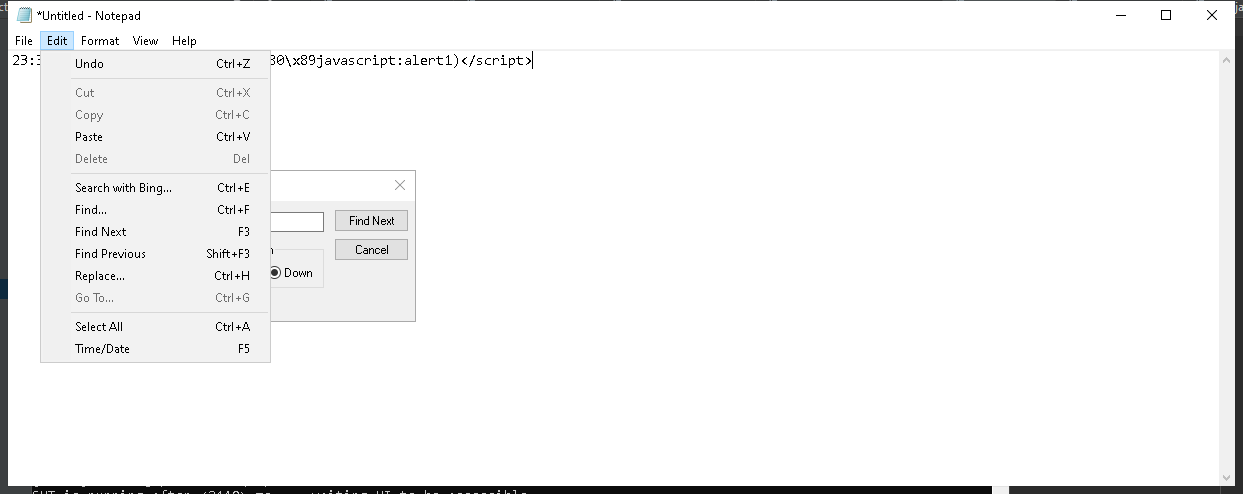 *Untitled - Notepad
File Edit Format View Help
23:3 30\x89javascript:alert1)</script>
Undo Ctrl+Z
Cut Ctrl+X
Copy Ctrl+C
Paste Ctrl+V
Delete Del
Search with Bing... Ctrl+E
Find... Ctrl+F
Find Next F3
Find Previous Shift+F3
Replace... Ctrl+H
Go To... Ctrl+G
Select All Ctrl+A
Time/Date F5
Find Next
Cancel
Down